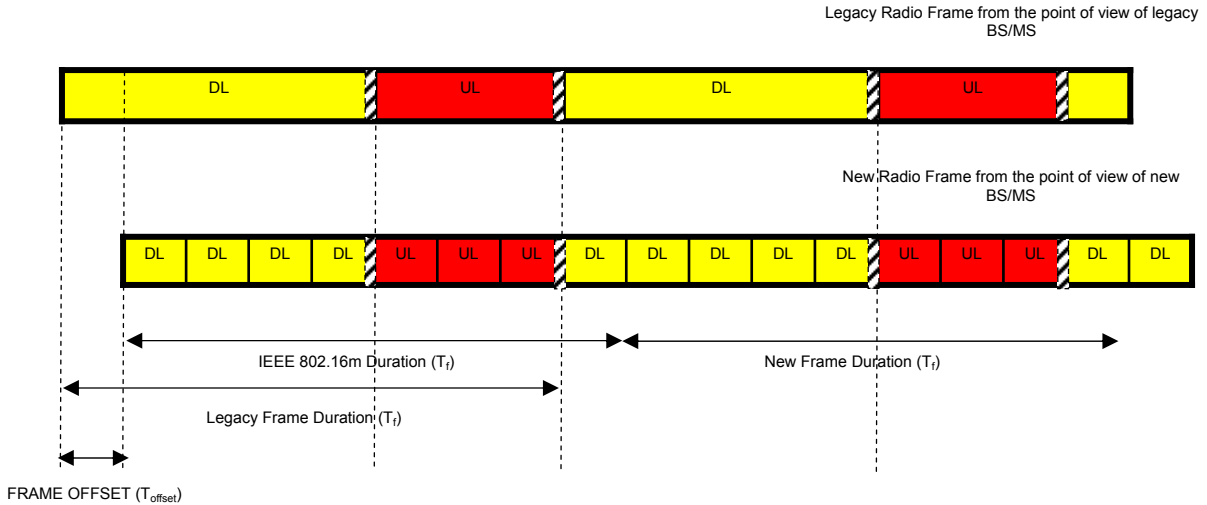 Legacy Radio Frame from the point of view of legacy
BS/MS
DL UL DL UL
New Radio Frame from the point of view of new
BS/MS
DL DL DL DL UL UL UL DL DL DL DL DL UL UL UL DL DL
IEEE 802.16m Duration (Tf) New Frame Duration (Tf)
Legacy Frame Duration (Tf)
FRAME OFFSET (Toffset)